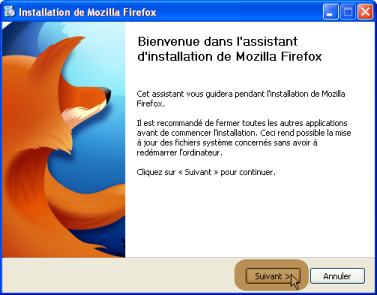 Installation de Mozilla Firefox
Bienvenue dans l'assistant
d'installation de Mozilla Firefox
Cet assistant vous guidera pendant l'installation de Mozilla
Firefox.
Il est recommandé de fermer toutes les autres applications
avant de commencer l'installation. Ceci rend possible la mise
à jour des fichiers système concernés sans avoir à
redémarrer l'ordinateur.
Cliquez sur « Suivant » pour continuer.
Suivant >
Annuler